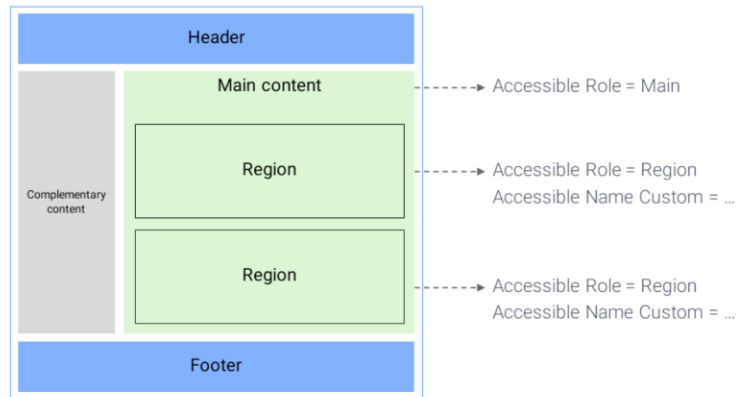 Header
Main content
Accessible Role = Main
Region
Accessible Role = Region
Accessible Name Custom = ...
Complementary
content
Region
Accessible Role = Region
Accessible Name Custom = ...
Footer